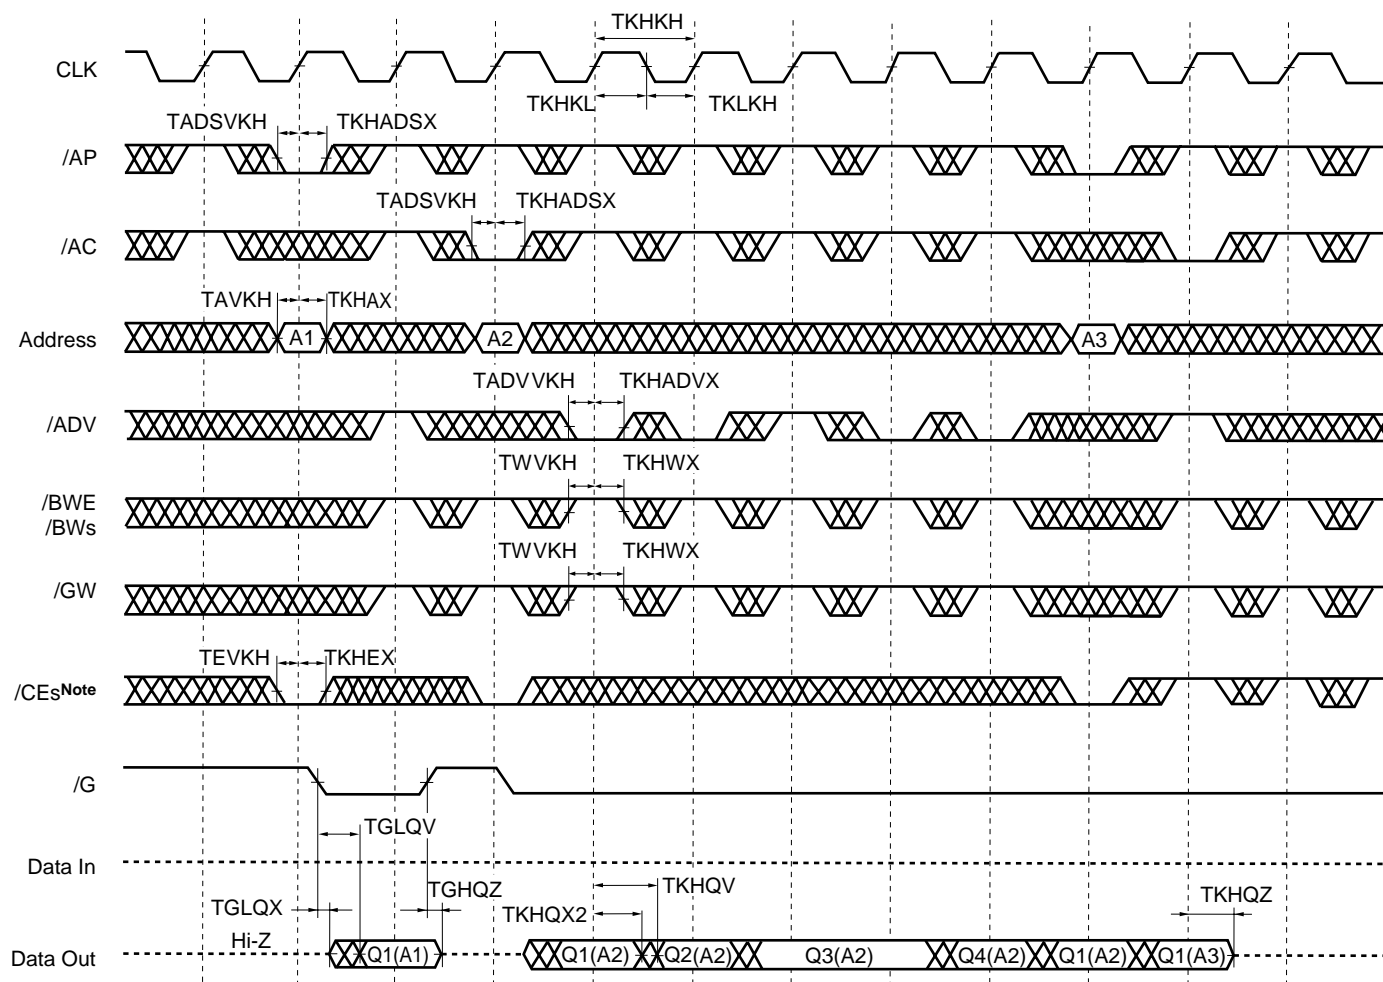 TKHKH
CLK
TKHKL TKLKH
TADSVKH TKHADSX
/AP
TADSVKH TKHADSX
/AC
TAVKH TKHAX
Address A1 A2 A3
TADVVKH TKHADVX
/ADV
TWVKH TKHWX
/BWE
/BWs
TWVKH TKHWX
/GW
TEVKH TKHEX
/CEsNote
/G
TGLQV
Data In
TGHQZ TKHQV TKHQZ
TGLQX TKHQX2
Hi-Z
Data Out Q1(A1) Q1(A2) Q2(A2) Q3(A2) Q4(A2) Q1(A2) Q1(A3)